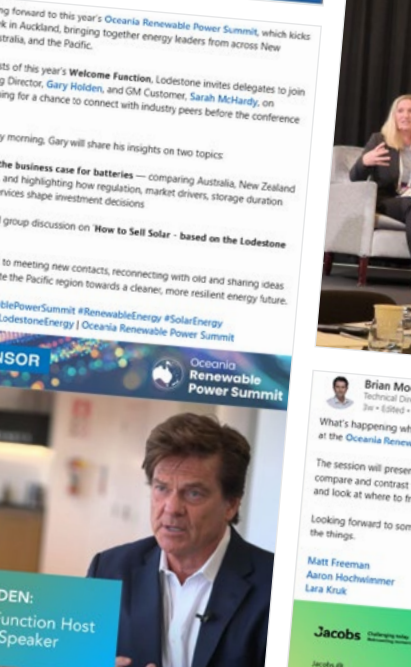 ng forward to this year's Oceania Renewable Power Summit, which kicks
k in Auckland, bringing together energy leaders from across New
stralia, and the Pacific.
sts of this year's Welcome Function, Lodestone invites delegates to join
g Director, Gary Holden, and GM Customer, Sarah McHardy, on
ning for a chance to connect with industry peers before the conference
y morning, Gary will share his insights on two topics:
the business case for batteries — comparing Australia, New Zealand
and highlighting how regulation, market drivers, storage duration
rvices shape investment decisions
l group discussion on 'How to Sell Solar - based on the Lodestone
to meeting new contacts, reconnecting with old and sharing ideas
te the Pacific region towards a cleaner, more resilient energy future.
blePowerSummit #RenewableEnergy #SolarEnergy
LodestoneEnergy | Oceania Renewable Power Summit
NSOR
Oceania
Renewable
Power Summit
DEN:
Function Host
Speaker
Brian Mo
Technical Dir
3w • Edited •
What's happening wh
at the Oceania Renew
The session will prese
compare and contrast
and look at where to f
Looking forward to som
the things.
Matt Freeman
Aaron Hochwimmer
Lara Kruk
Jacobs
Challenging today.
Jacobs